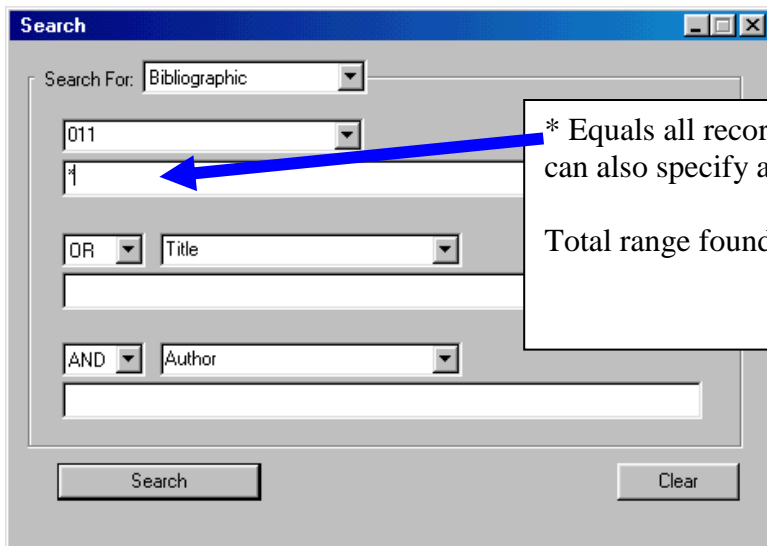 Search
Search For: Bibliographic
011
*
* Equals all recor
can also specify a
Total range found
OR Title
AND Author
Search Clear